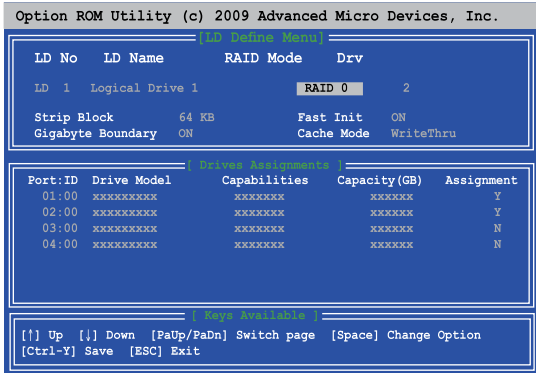 Option ROM Utility (c) 2009 Advanced Micro Devices, Inc.
[LD Define Menu]
LD No LD Name RAID Mode Drv
LD 1 Logical Drive 1 RAID 0 2
Strip Block 64 KB Fast Init ON
Gigabyte Boundary ON Cache Mode WriteThru
[ Drives Assignments ]
Port:ID Drive Model Capabilities Capacity(GB) Assignment
01:00 xxxxxxxxx xxxxxxx xxxxxx Y
02:00 xxxxxxxxx xxxxxxx xxxxxx Y
03:00 xxxxxxxxx xxxxxxx xxxxxx N
04:00 xxxxxxxxx xxxxxxx xxxxxx N
[ Keys Available ]
[↑] Up [↓] Down [PaUp/PaDn] Switch page [Space] Change Option
[Ctrl-Y] Save [ESC] Exit